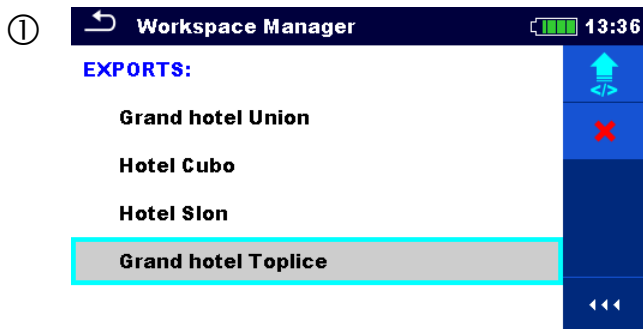 ①
Workspace Manager 13:36
EXPORTS:
</>
Grand hotel Union
Hotel Cubo
Hotel Slon
Grand hotel Toplice